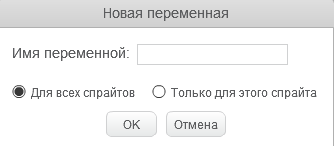 Новая переменная
Имя переменной:
Для всех спрайтов Только для этого спрайта
OK Отмена